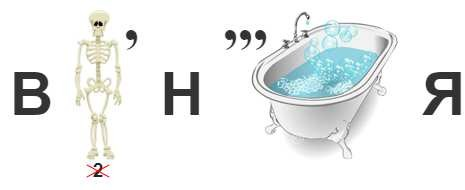 В , Н ,,, Я
2